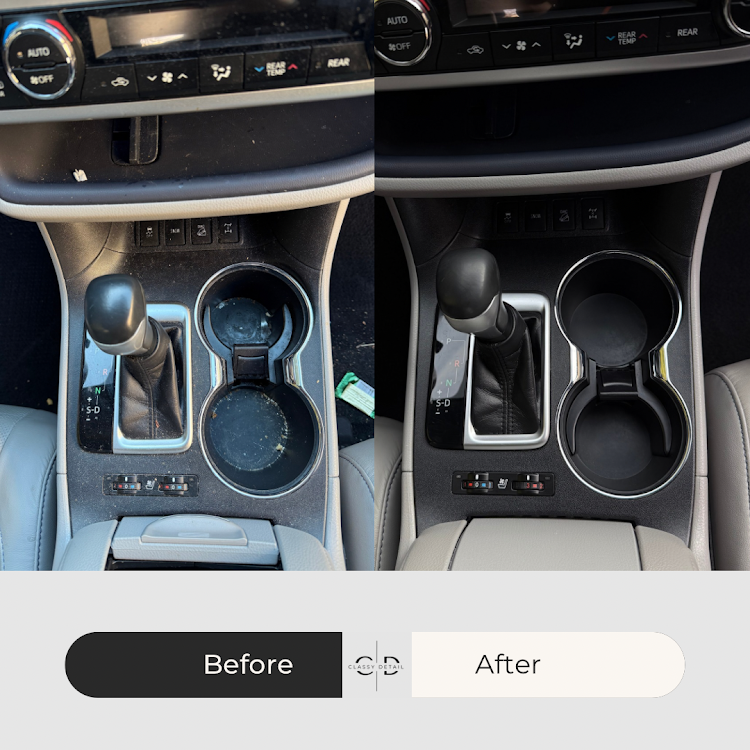 AUTO
OFF
REAR
TEMP
REAR
R
N
S-D
AUTO
OFF
REAR
TEMP
REAR
P
R
N
S-D
Before
CLASSY DETAIL
After